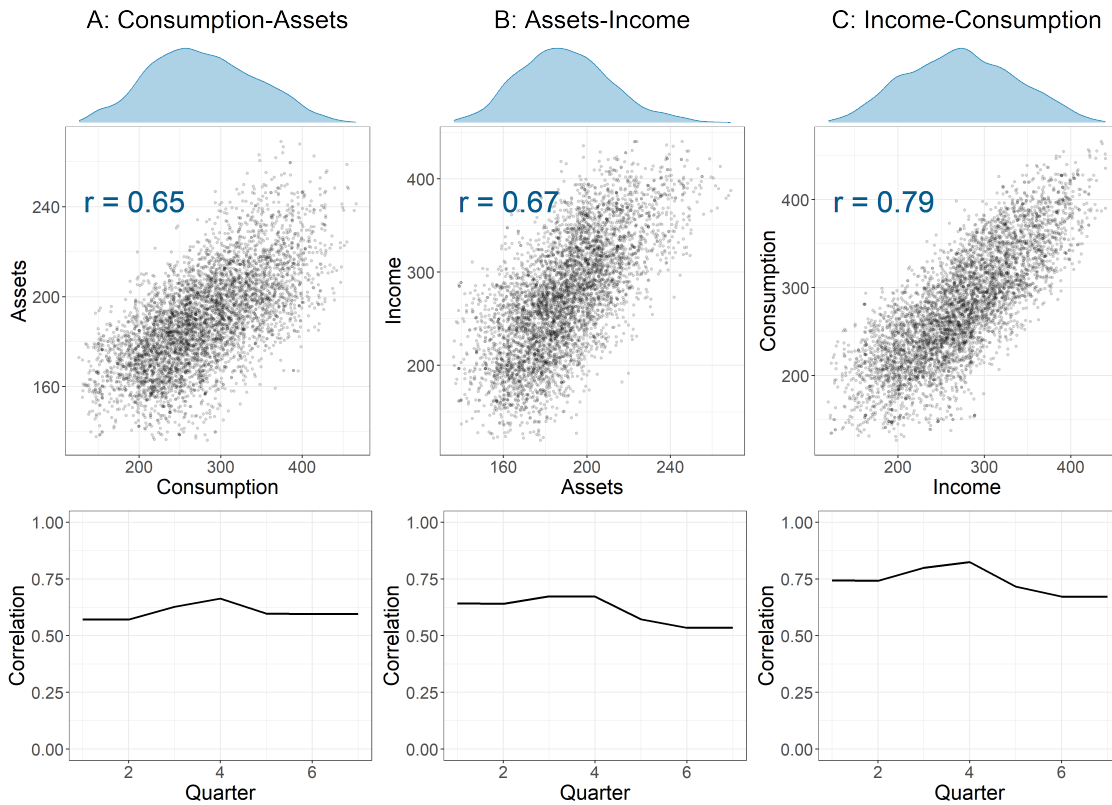 A: Consumption-Assets
B: Assets-Income
C: Income-Consumption
r = 0.65
240
200
160
Assets
200 300 400
Consumption
r = 0.67
400
300
200
Income
160 200 240
Assets
r = 0.79
400
300
200
Consumption
200 300 400
Income
1.00
0.75
0.50
0.25
0.00
Correlation
2 4 6
Quarter
1.00
0.75
0.50
0.25
0.00
Correlation
2 4 6
Quarter
1.00
0.75
0.50
0.25
0.00
Correlation
2 4 6
Quarter